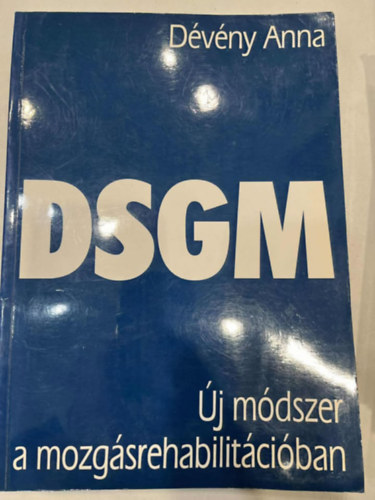 Dévény Anna
DSGM
Új módszer
a mozgásrehabilitációban